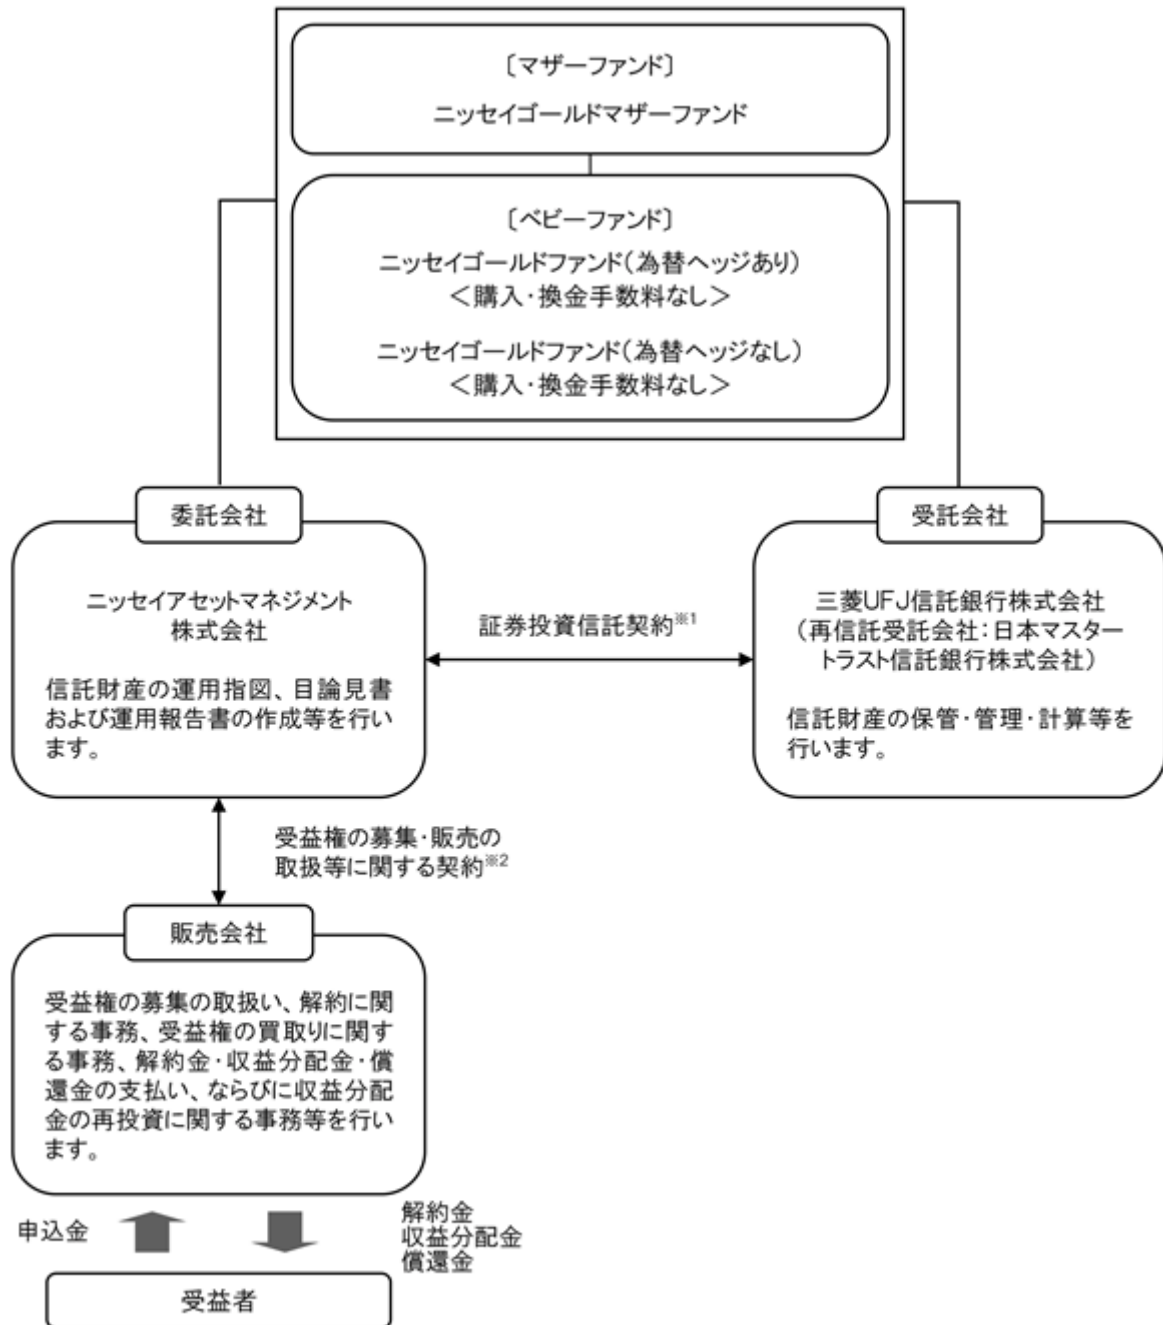 〔マザーファンド〕
ニッセイゴールドマザーファンド
〔ベビーファンド〕
ニッセイゴールドファンド(為替ヘッジあり)
＜購入・換金手数料なし＞
ニッセイゴールドファンド(為替ヘッジなし)
＜購入・換金手数料なし＞
委託会社
ニッセイアセットマネジメント
株式会社
信託財産の運用指図、目論見書
および運用報告書の作成等を行い
ます。
証券投資信託契約※1
受託会社
三菱UFJ信託銀行株式会社
(再信託受託会社：日本マスター
トラスト信託銀行株式会社)
信託財産の保管・管理・計算等を
行います。
受益権の募集・販売の
取扱等に関する契約※2
販売会社
受益権の募集の取扱い、解約に関
する事務、受益権の買取りに関す
る事務、解約金・収益分配金・償
還金の支払い、ならびに収益分配
金の再投資に関する事務等を行い
ます。
申込金
解約金
収益分配金
償還金
受益者